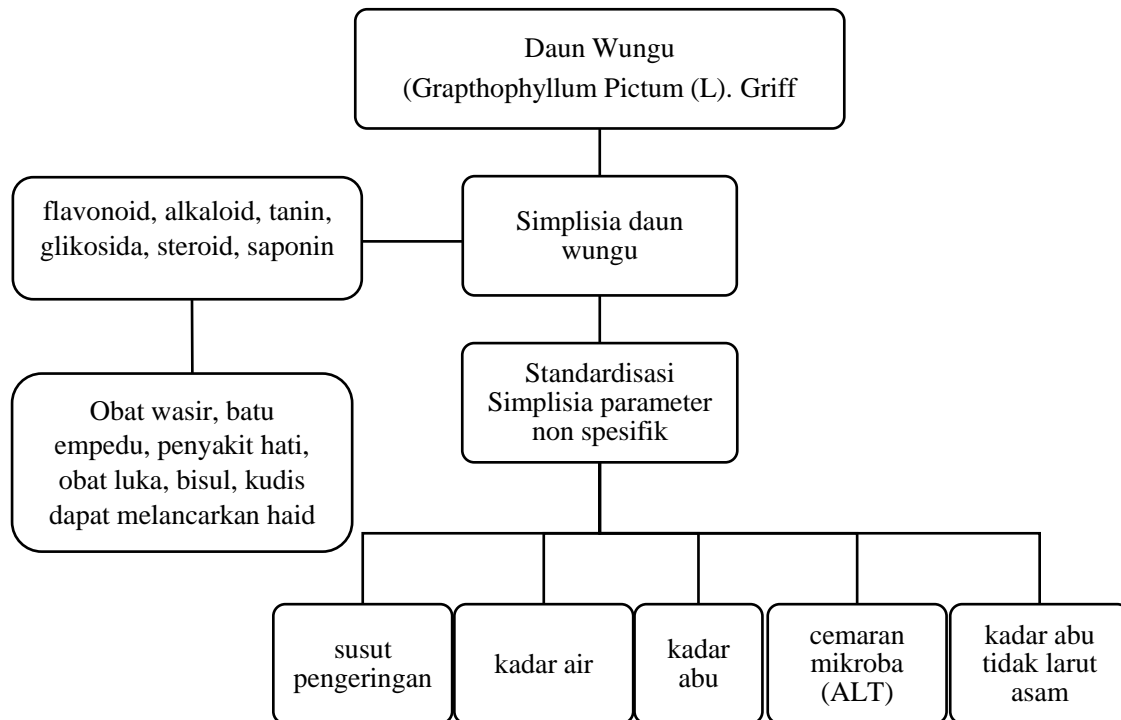 Daun Wungu
(Grapthophyllum Pictum (L). Griff
flavonoid, alkaloid, tanin,
glikosida, steroid, saponin
Simplisia daun
wungu
Obat wasir, batu
empedu, penyakit hati,
obat luka, bisul, kudis
dapat melancarkan haid
Standardisasi
Simplisia parameter
non spesifik
susut
pengeringan
kadar air
kadar
abu
cemaran
mikroba
(ALT)
kadar abu
tidak larut
asam